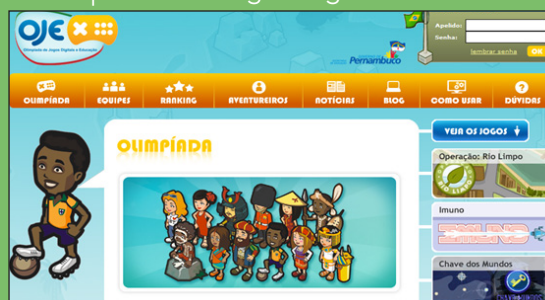 OJE
Olimpíada de Jogos Digitais e Educação
Pernambuco
Apelido:
Senha:
lembrar senha OK
OLIMPÍADA EQUIPES RANKING AVENTUREIROS NOTÍCIAS BLOG COMO USAR DÚVIDAS
OLIMPÍADA
VEJA OS JOGOS
Operação: Rio Limpo
Imuno
IMUNO
Chave dos Mundos